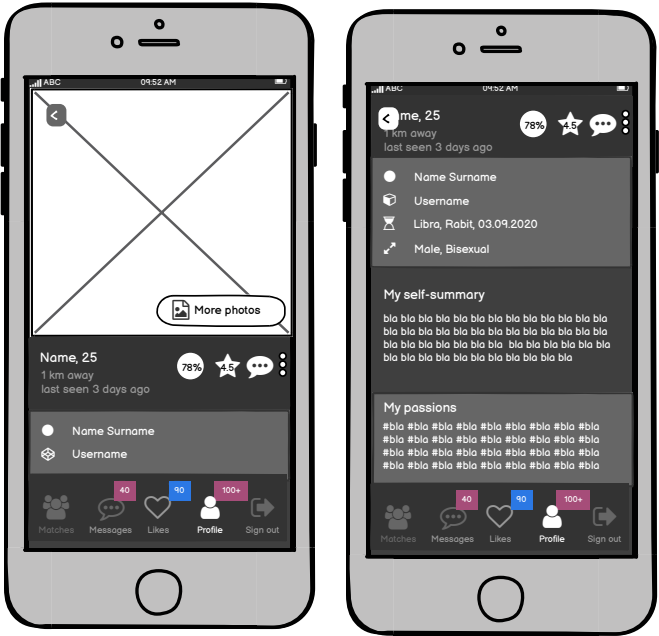 ABC 09:52 AM
More photos
Name, 25
1 km away
last seen 3 days ago
78% 4.5
Name Surname
Username
40 90 100+
Matches Messages Likes Profile Sign out
ABC 09:52 AM
ame, 25
1 km away
last seen 3 days ago
78% 4.5
Name Surname
Username
Libra, Rabit, 03.09.2020
Male, Bisexual
My self-summary
bla bla bla bla bla bla bla bla bla bla bla bla bla
bla bla bla bla bla bla bla bla bla bla bla bla bla
bla bla bla bla bla bla bla bla bla bla bla bla bla
bla bla bla bla bla bla bla bla bla bla bla
My passions
#bla #bla #bla #bla #bla #bla #bla #bla #bla
#bla #bla #bla #bla #bla #bla #bla #bla #bla
#bla #bla #bla #bla #bla #bla #bla #bla #bla
#bla #bla #bla #bla #bla #bla #bla #bla #bla
40 90 100+
Matches Messages Likes Profile Sign out